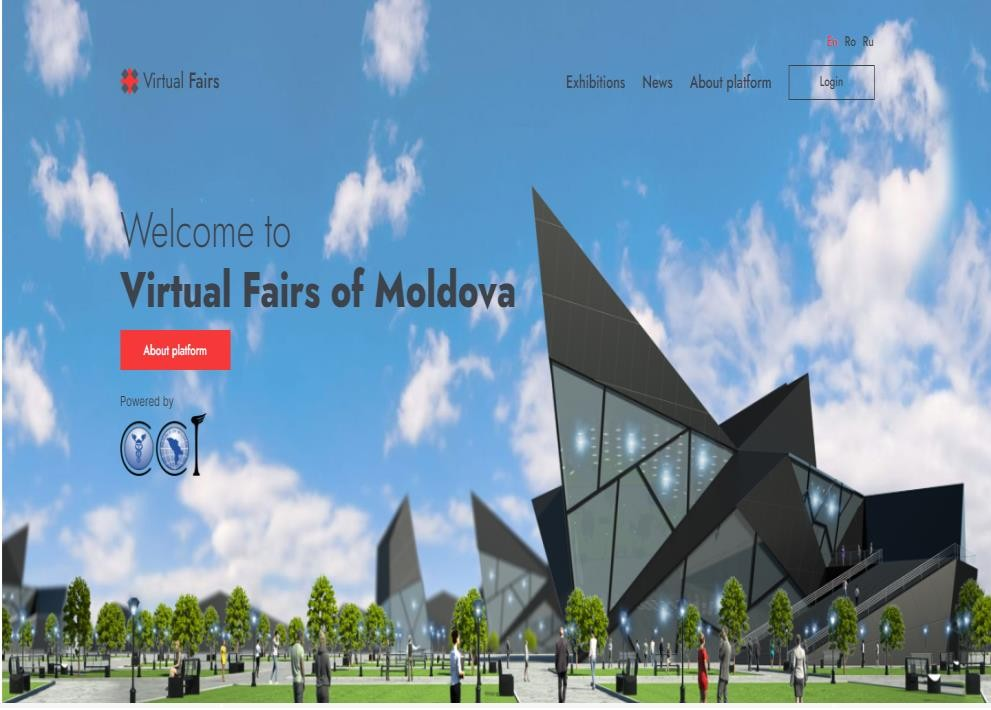 En Ro Ru
Virtual Fairs
Exhibitions News About platform Login
Welcome to
Virtual Fairs of Moldova
About platform
Powered by
CCI